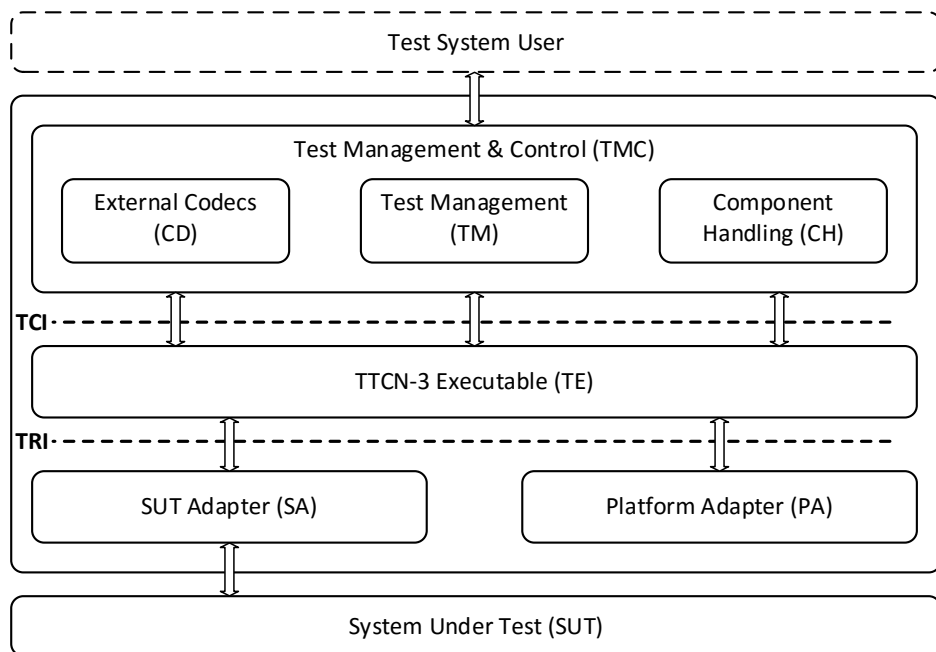 Test System User
Test Management & Control (TMC)
External Codecs
(CD)
Test Management
(TM)
Component
Handling (CH)
TCI
TTCN-3 Executable (TE)
TRI
SUT Adapter (SA)
Platform Adapter (PA)
System Under Test (SUT)